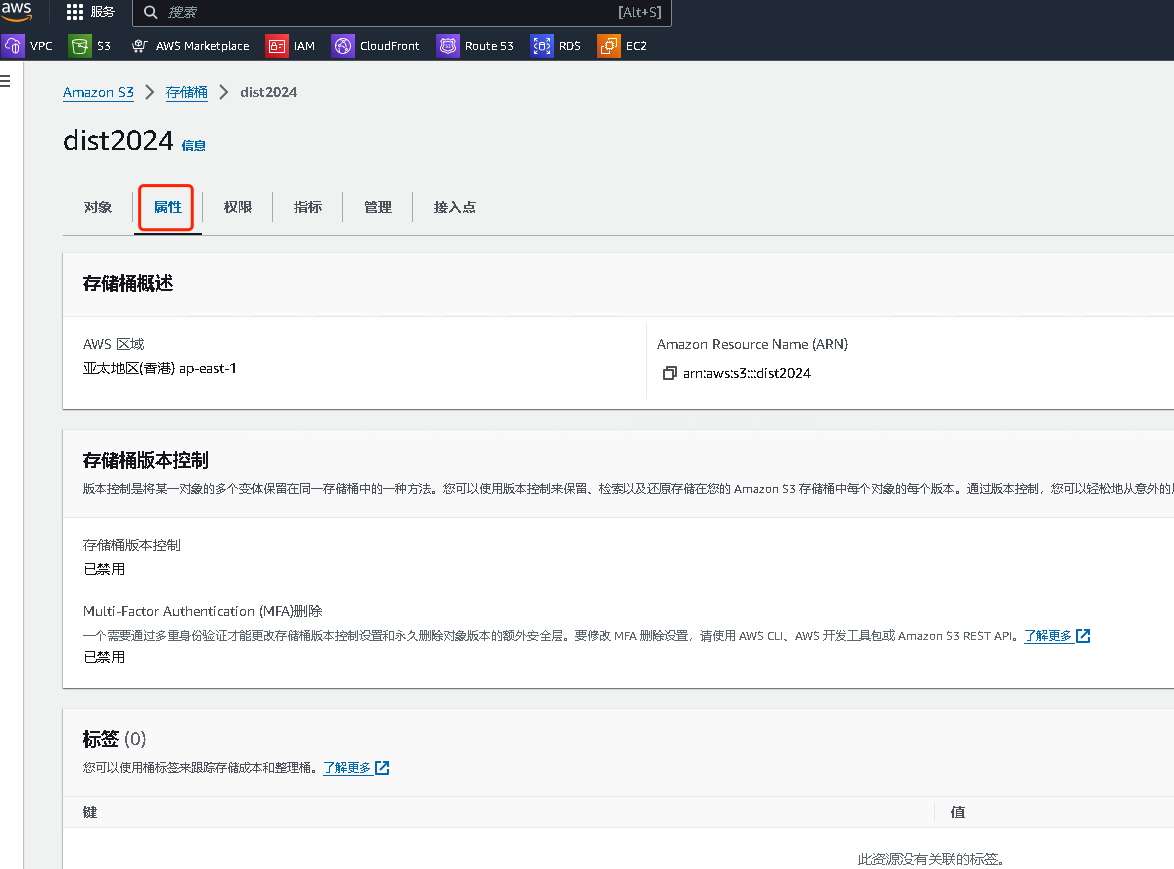 aws 服务 搜索 [Alt+S]
VPC S3 AWS Marketplace IAM CloudFront Route 53 RDS EC2
Amazon S3 > 存储桶 > dist2024
dist2024 信息
对象 属性 权限 指标 管理 接入点
存储桶概述
AWS 区域
亚太地区(香港) ap-east-1
Amazon Resource Name (ARN)
arn:aws:s3:::dist2024
存储桶版本控制
版本控制是将某一对象的多个变体保留在同一存储桶中的一种方法。您可以使用版本控制来保留、检索以及还原存储在您的 Amazon S3 存储桶中每个对象的每个版本。通过版本控制，您可以轻松地从意外的
存储桶版本控制
已禁用
Multi-Factor Authentication (MFA)删除
一个需要通过多重身份验证才能更改存储桶版本控制设置和永久删除对象版本的额外安全层。要修改 MFA 删除设置，请使用 AWS CLI、AWS 开发工具包或 Amazon S3 REST API。了解更多
已禁用
标签 (0)
您可以使用桶标签来跟踪存储成本和整理桶。了解更多
键 值
此资源没有关联的标签。